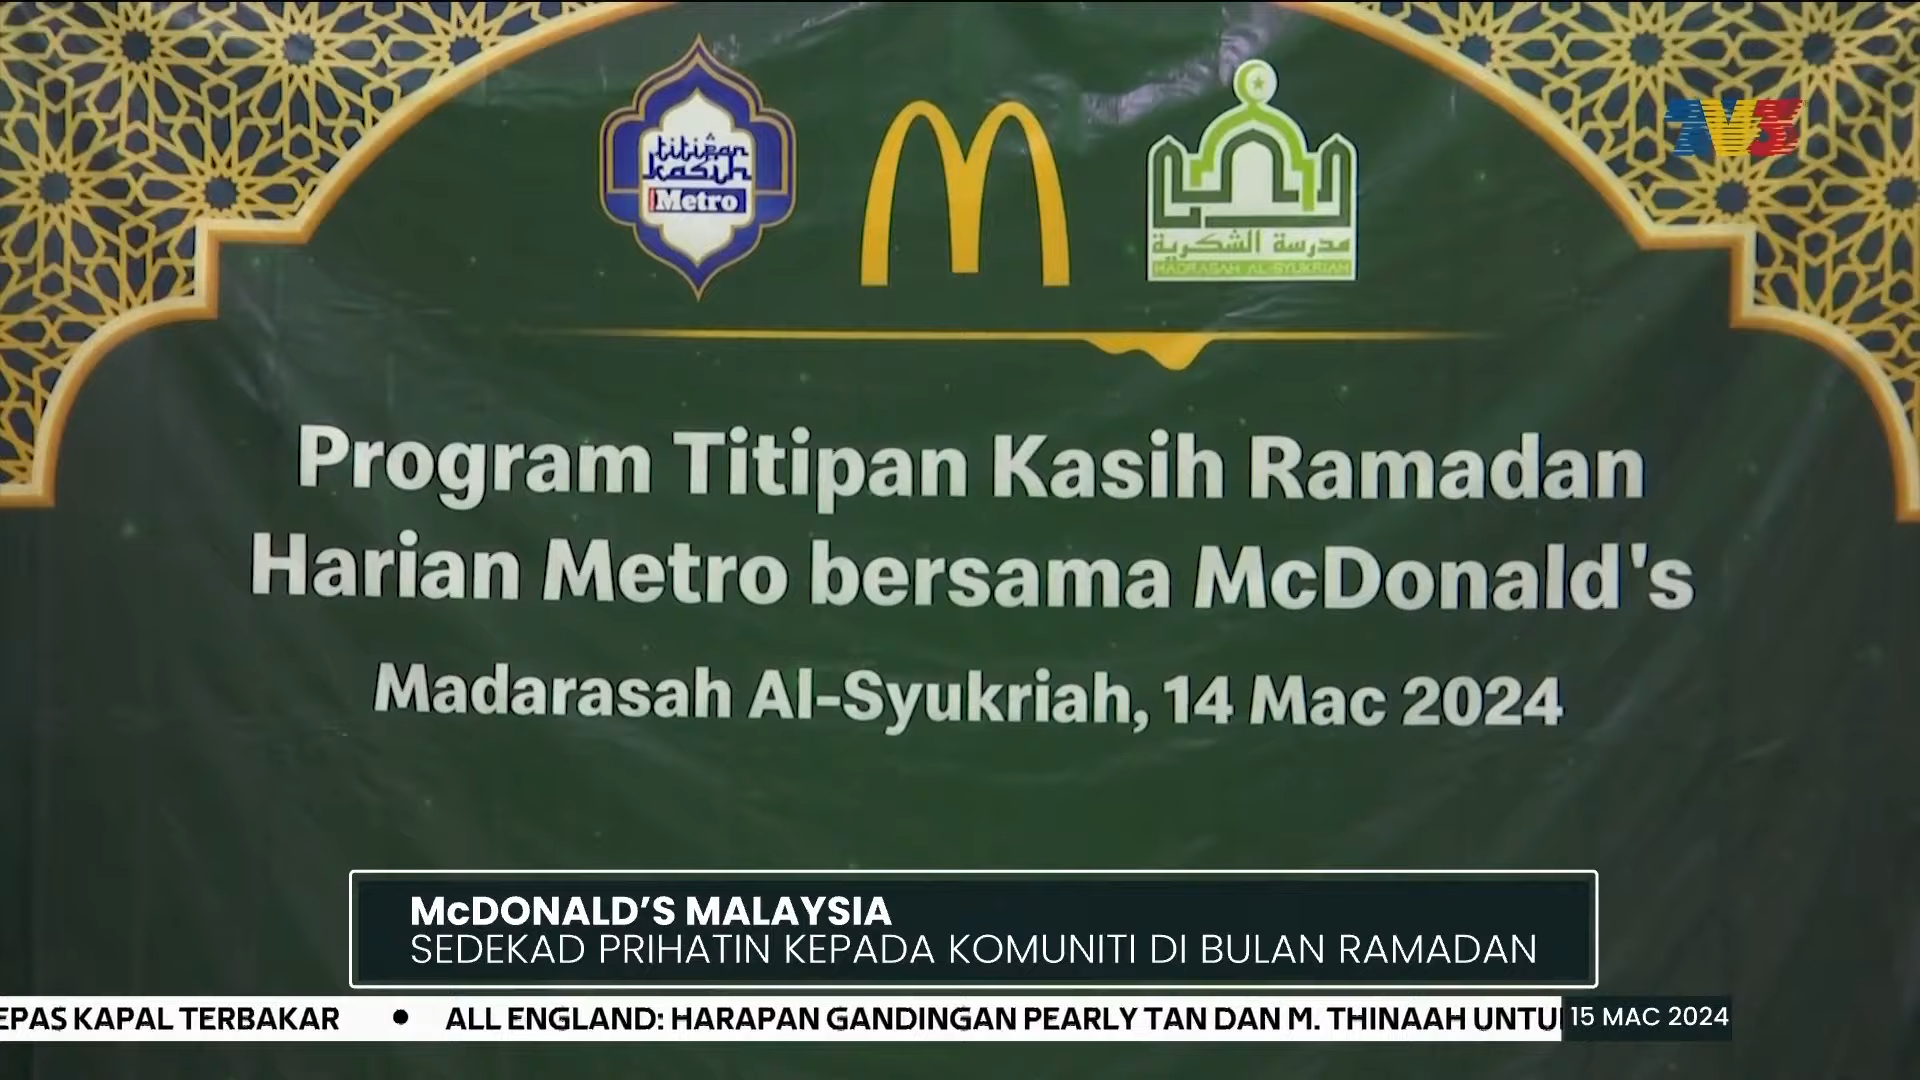 titipan
kasih
Metro
TV3
مدرسة الشكرية
MADRASAH AL-SYUKRIAH
Program Titipan Kasih Ramadan
Harian Metro bersama McDonald's
Madarasah Al-Syukriah, 14 Mac 2024
McDONALD'S MALAYSIA
SEDEKAD PRIHATIN KEPADA KOMUNITI DI BULAN RAMADAN
EPAS KAPAL TERBAKAR • ALL ENGLAND: HARAPAN GANDINGAN PEARLY TAN DAN M. THINAAH UNTU
15 MAC 2024